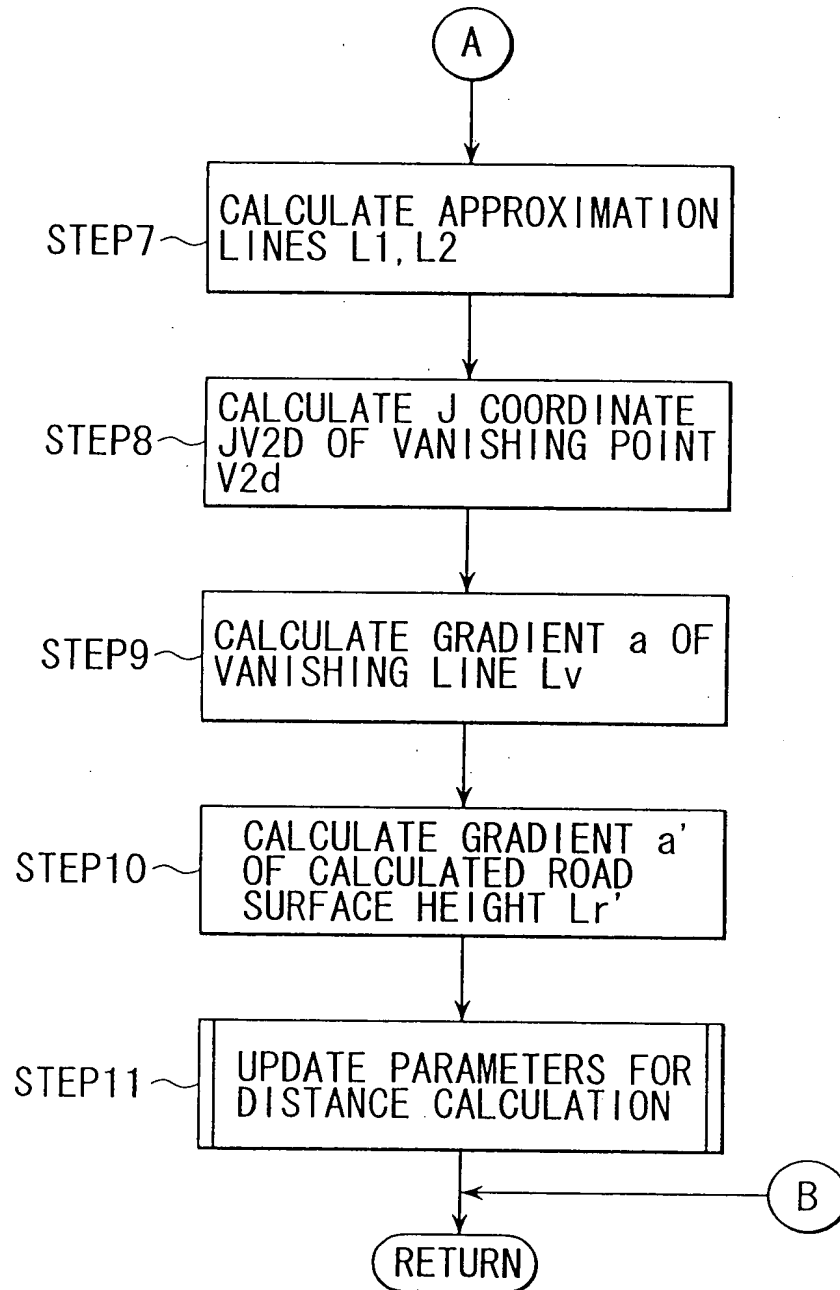 A
STEP7
CALCULATE APPROXIMATION
LINES L1, L2
STEP8
CALCULATE J COORDINATE
JV2D OF VANISHING POINT
V2d
STEP9
CALCULATE GRADIENT a OF
VANISHING LINE Lv
STEP10
CALCULATE GRADIENT a'
OF CALCULATED ROAD
SURFACE HEIGHT Lr'
STEP11
UPDATE PARAMETERS FOR
DISTANCE CALCULATION
B
RETURN